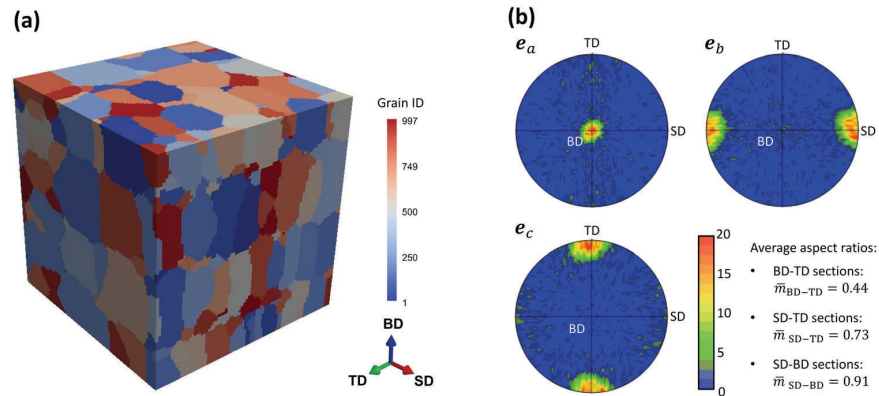 (a)
Grain ID
997
749
500
250
1
BD
TD
SD
(b)
e_a
TD
SD
BD
e_b
TD
SD
BD
e_c
TD
SD
BD
20
15
10
5
0
Average aspect ratios:
• BD-TD sections:
m̅_BD−TD = 0.44
• SD-TD sections:
m̅_SD−TD = 0.73
• SD-BD sections:
m̅_SD−BD = 0.91